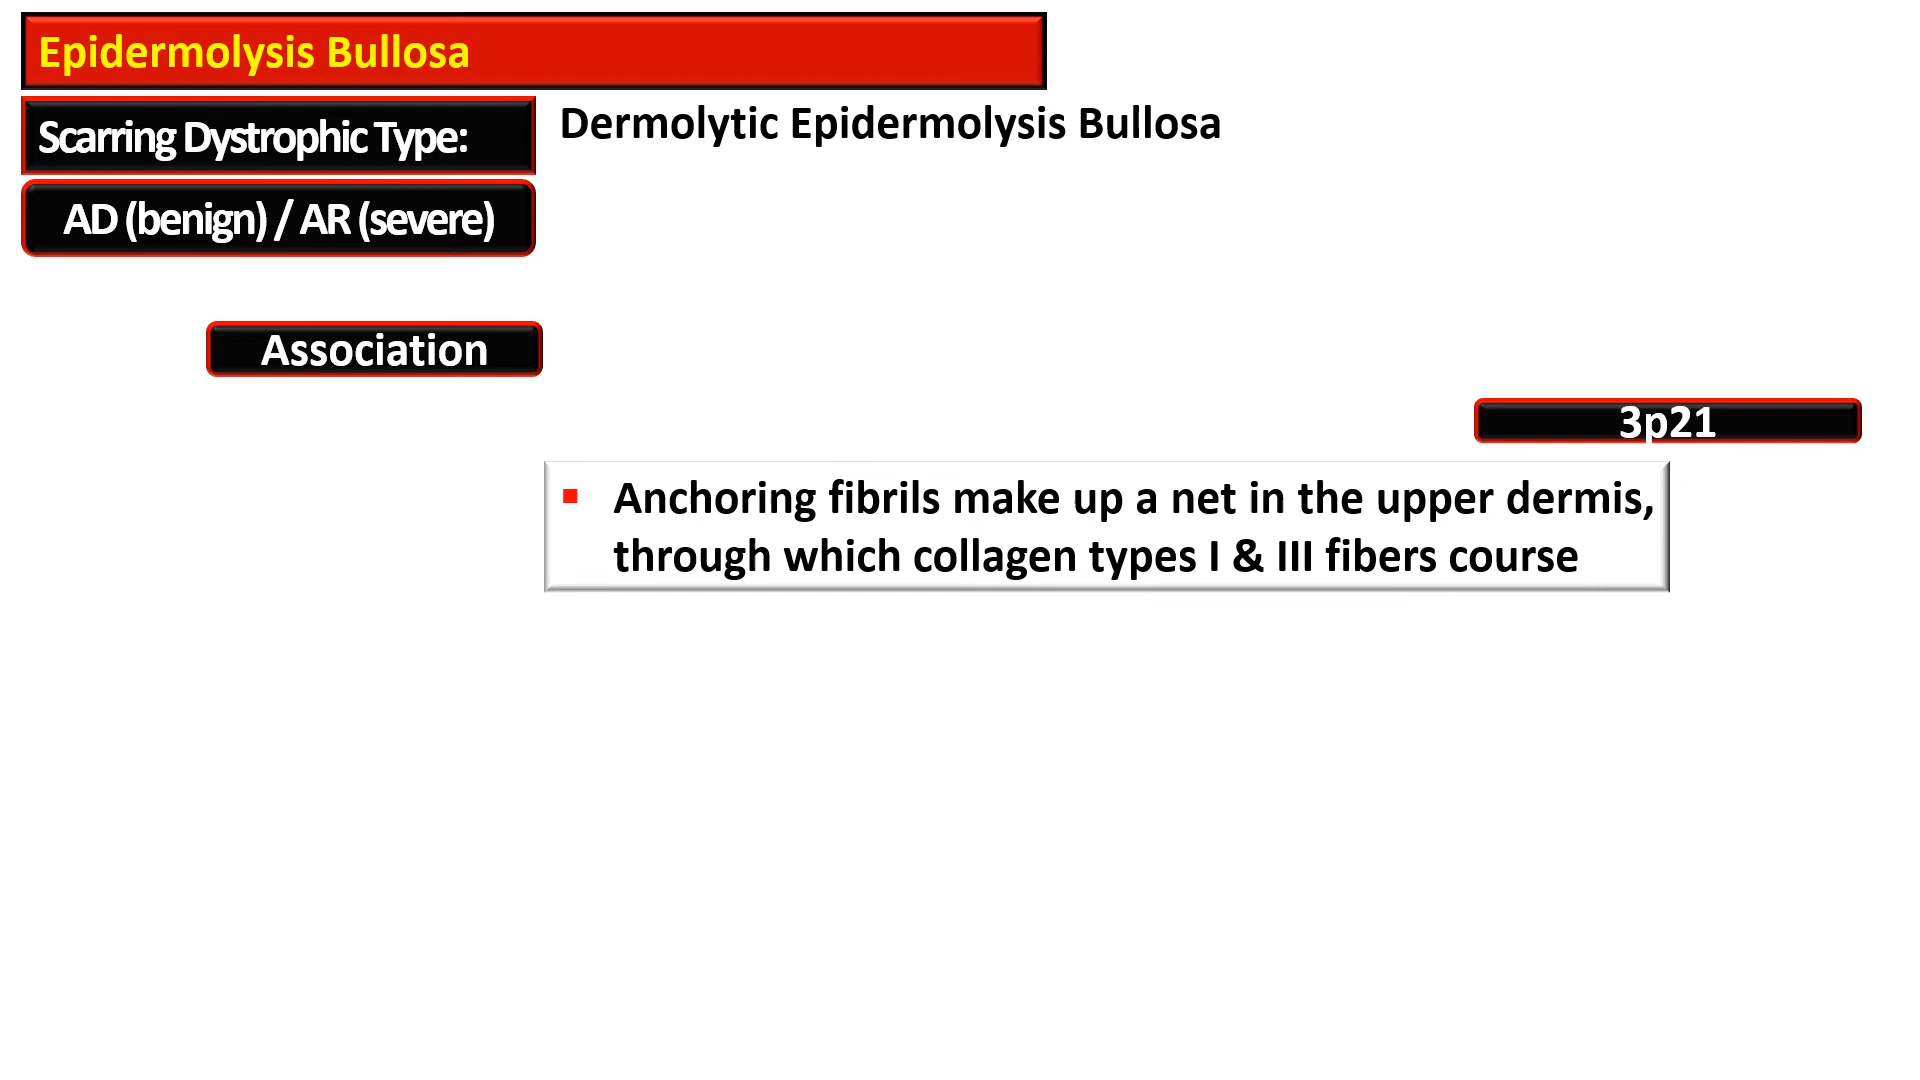 Epidermolysis Bullosa
Scarring Dystrophic Type:
Dermolytic Epidermolysis Bullosa
AD (benign) / AR (severe)
Association
3p21
▪ Anchoring fibrils make up a net in the upper dermis,
through which collagen types I & III fibers course